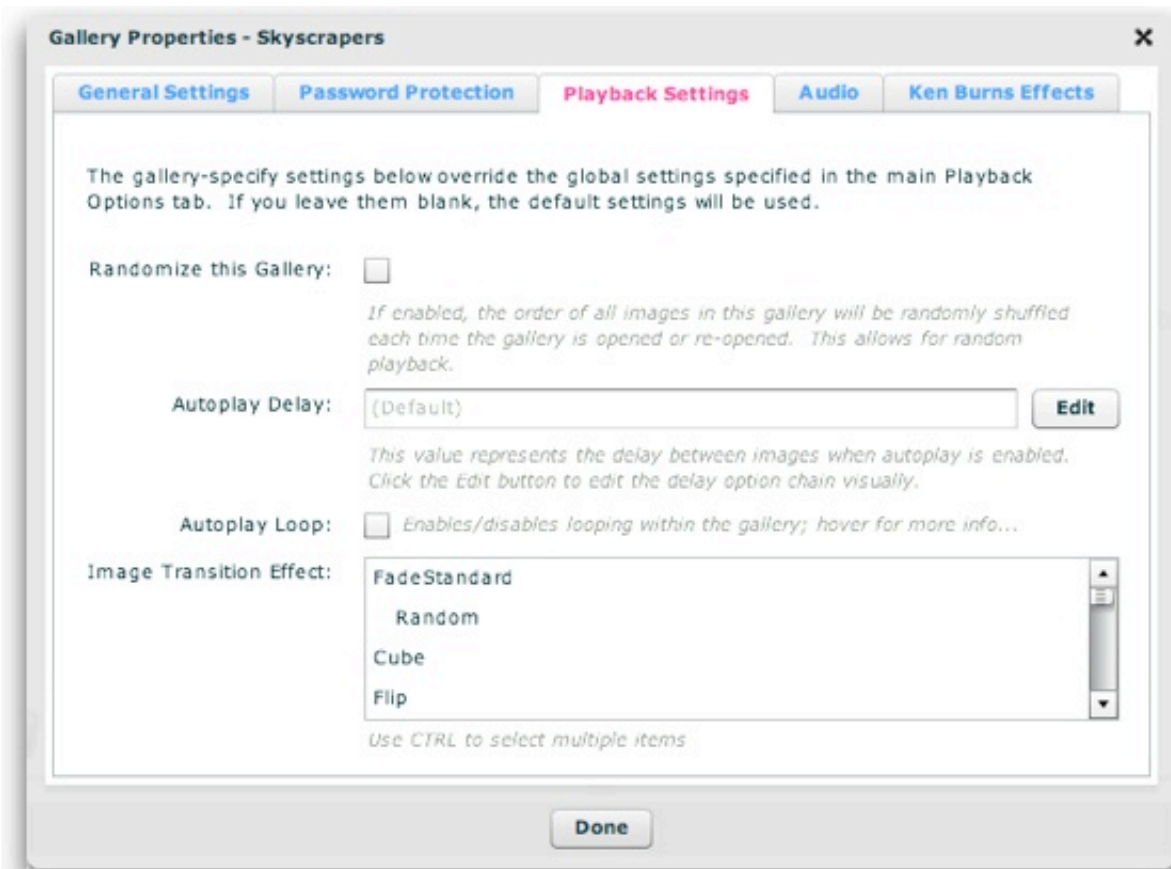 Gallery Properties - Skyscrapers
General Settings
Password Protection
Playback Settings
Audio
Ken Burns Effects
The gallery-specify settings below override the global settings specified in the main Playback
Options tab. If you leave them blank, the default settings will be used.
Randomize this Gallery:
If enabled, the order of all images in this gallery will be randomly shuffled
each time the gallery is opened or re-opened. This allows for random
playback.
Autoplay Delay:
(Default)
Edit
This value represents the delay between images when autoplay is enabled.
Click the Edit button to edit the delay option chain visually.
Autoplay Loop:
Enables/disables looping within the gallery; hover for more info...
Image Transition Effect:
FadeStandard
Random
Cube
Flip
Use CTRL to select multiple items
Done